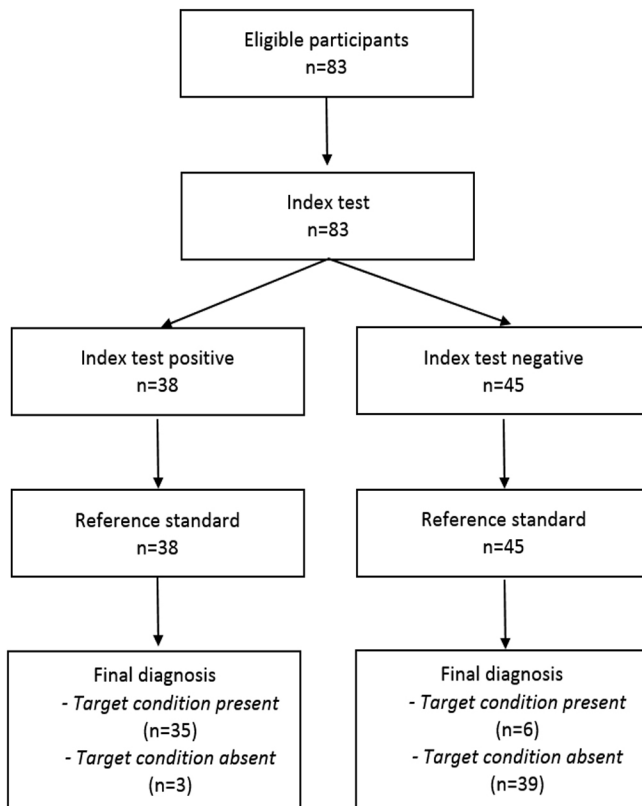 Eligible participants
n=83
Index test
n=83
Index test positive
n=38
Index test negative
n=45
Reference standard
n=38
Reference standard
n=45
Final diagnosis
- Target condition present
(n=35)
- Target condition absent
(n=3)
Final diagnosis
- Target condition present
(n=6)
- Target condition absent
(n=39)